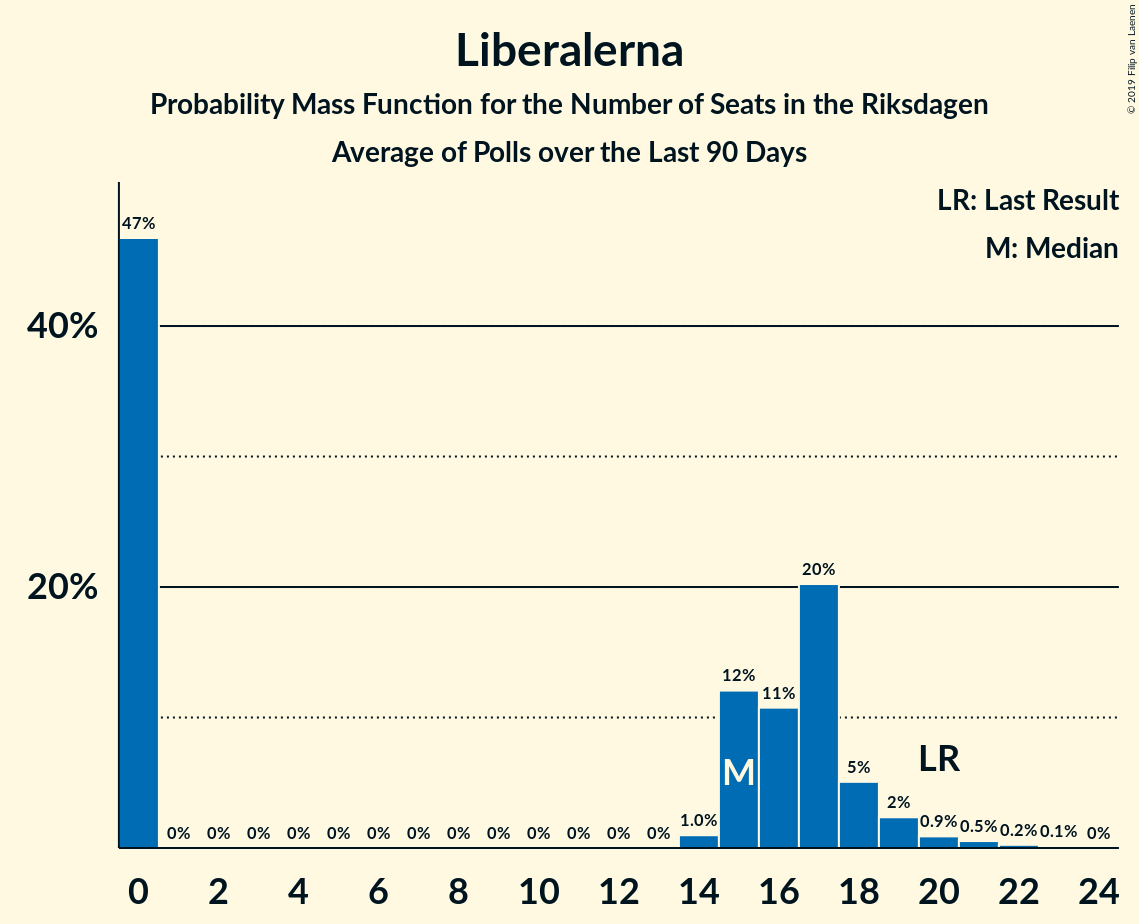 Liberalerna
Probability Mass Function for the Number of Seats in the Riksdagen
Average of Polls over the Last 90 Days
© 2019 Filip van Laenen
LR: Last Result
M: Median
47%
40%
20%
20%
12%
11%
M
LR
5%
2%
0% 0% 0% 0% 0% 0% 0% 0% 0% 0% 0% 0% 0% 1.0% 0.9% 0.5% 0.2% 0.1% 0%
0 2 4 6 8 10 12 14 16 18 20 22 24